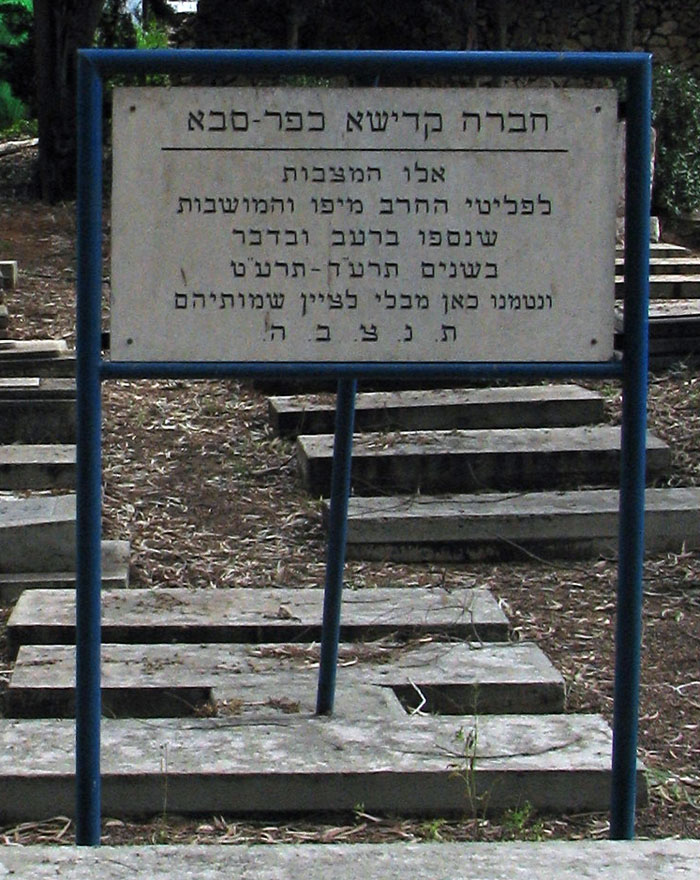 חברה קדישא כפר-סבא
אלו המצבות
לפליטי החרב מיפו והמושבות
שנספו ברעב ובדבר
בשנים תרע"ד-תרע"ט
ונטמנו כאן מבלי לציין שמותיהם
ת. נ. צ. ב. ה.